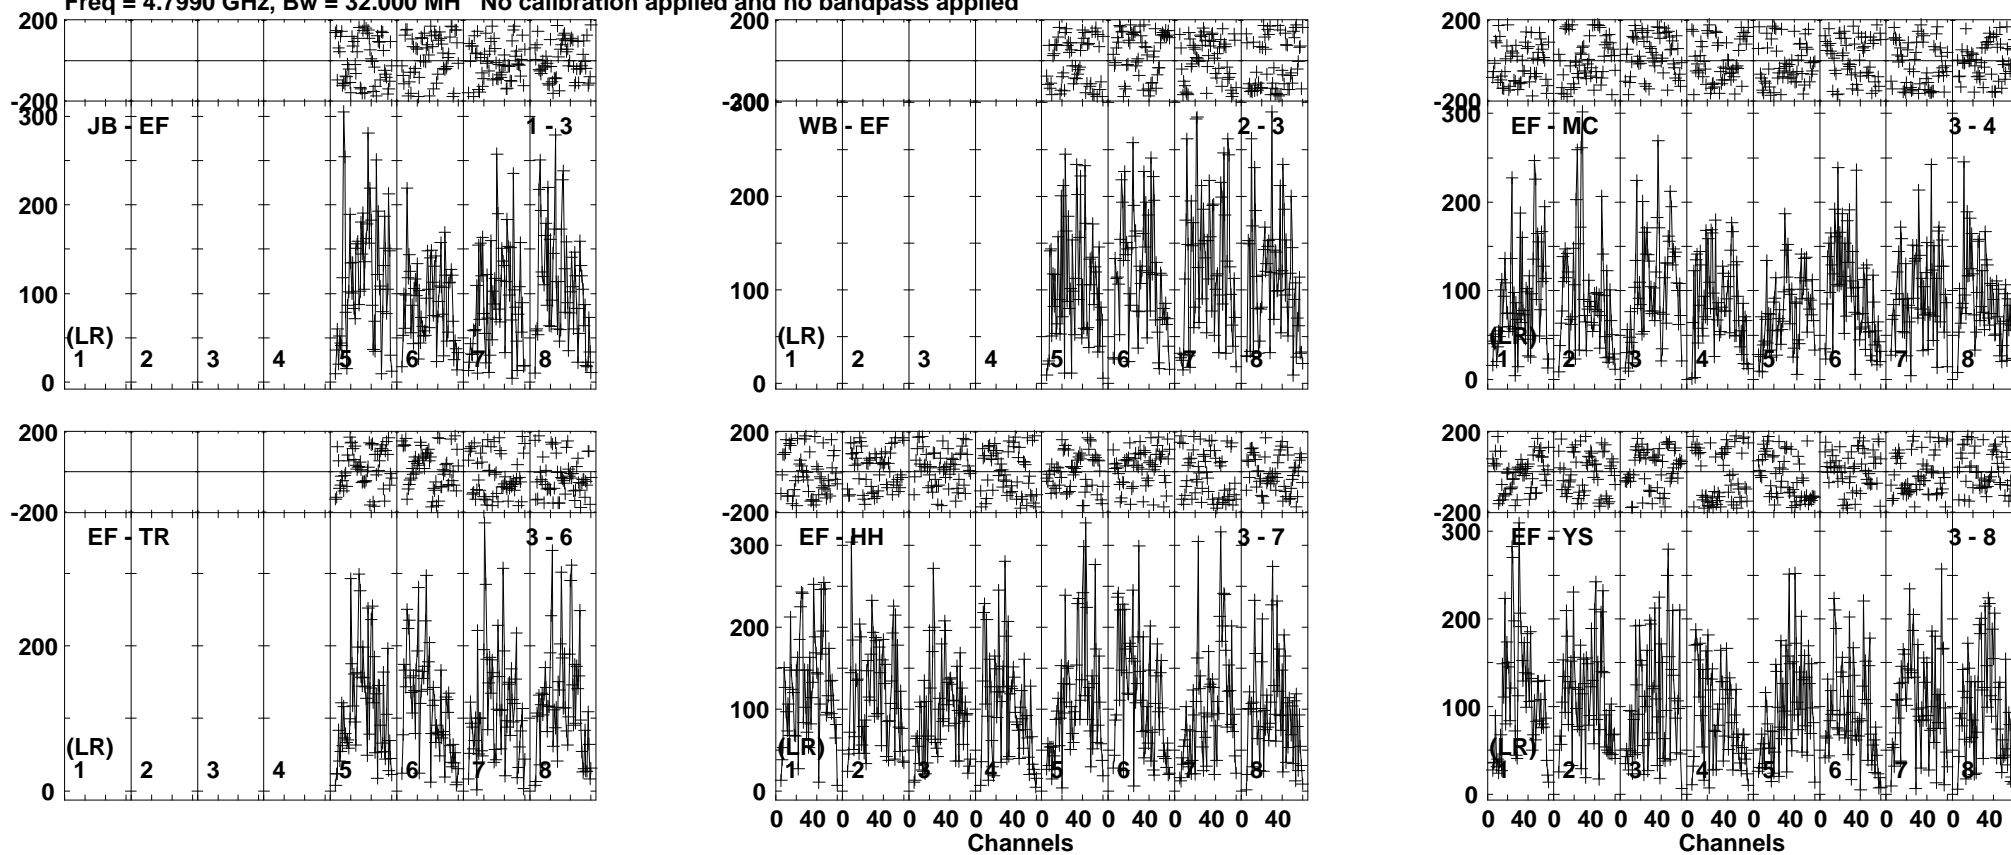 Freq = 4.7990 GHz, Bw = 32.000 MH No calibration applied and no bandpass applied
200 200 200
-200 -200 -200
300 300 300
JB - EF 1 - 3 WB - EF 2 - 3 EF - MC 3 - 4
200 200 200
100 100 100
(LR) (LR) (LR)
1 2 3 4 5 6 7 8 1 2 3 4 5 6 7 8 1 2 3 4 5 6 7 8
0 0 0
200 200 200
-200 -200 -200
EF - TR 3 - 6 EF - HH 3 - 7 EF - YS 3 - 8
300 300
200 200 200
100 100
(LR) (LR) (LR)
1 2 3 4 5 6 7 8 1 2 3 4 5 6 7 8 1 2 3 4 5 6 7 8
0 0 0
0 40 0 40 0 40 0 40 0 40 0 40 0 40 0 40 0 40 0 40 0 40 0 40 0 40 0 40 0 40 0 40
Channels Channels